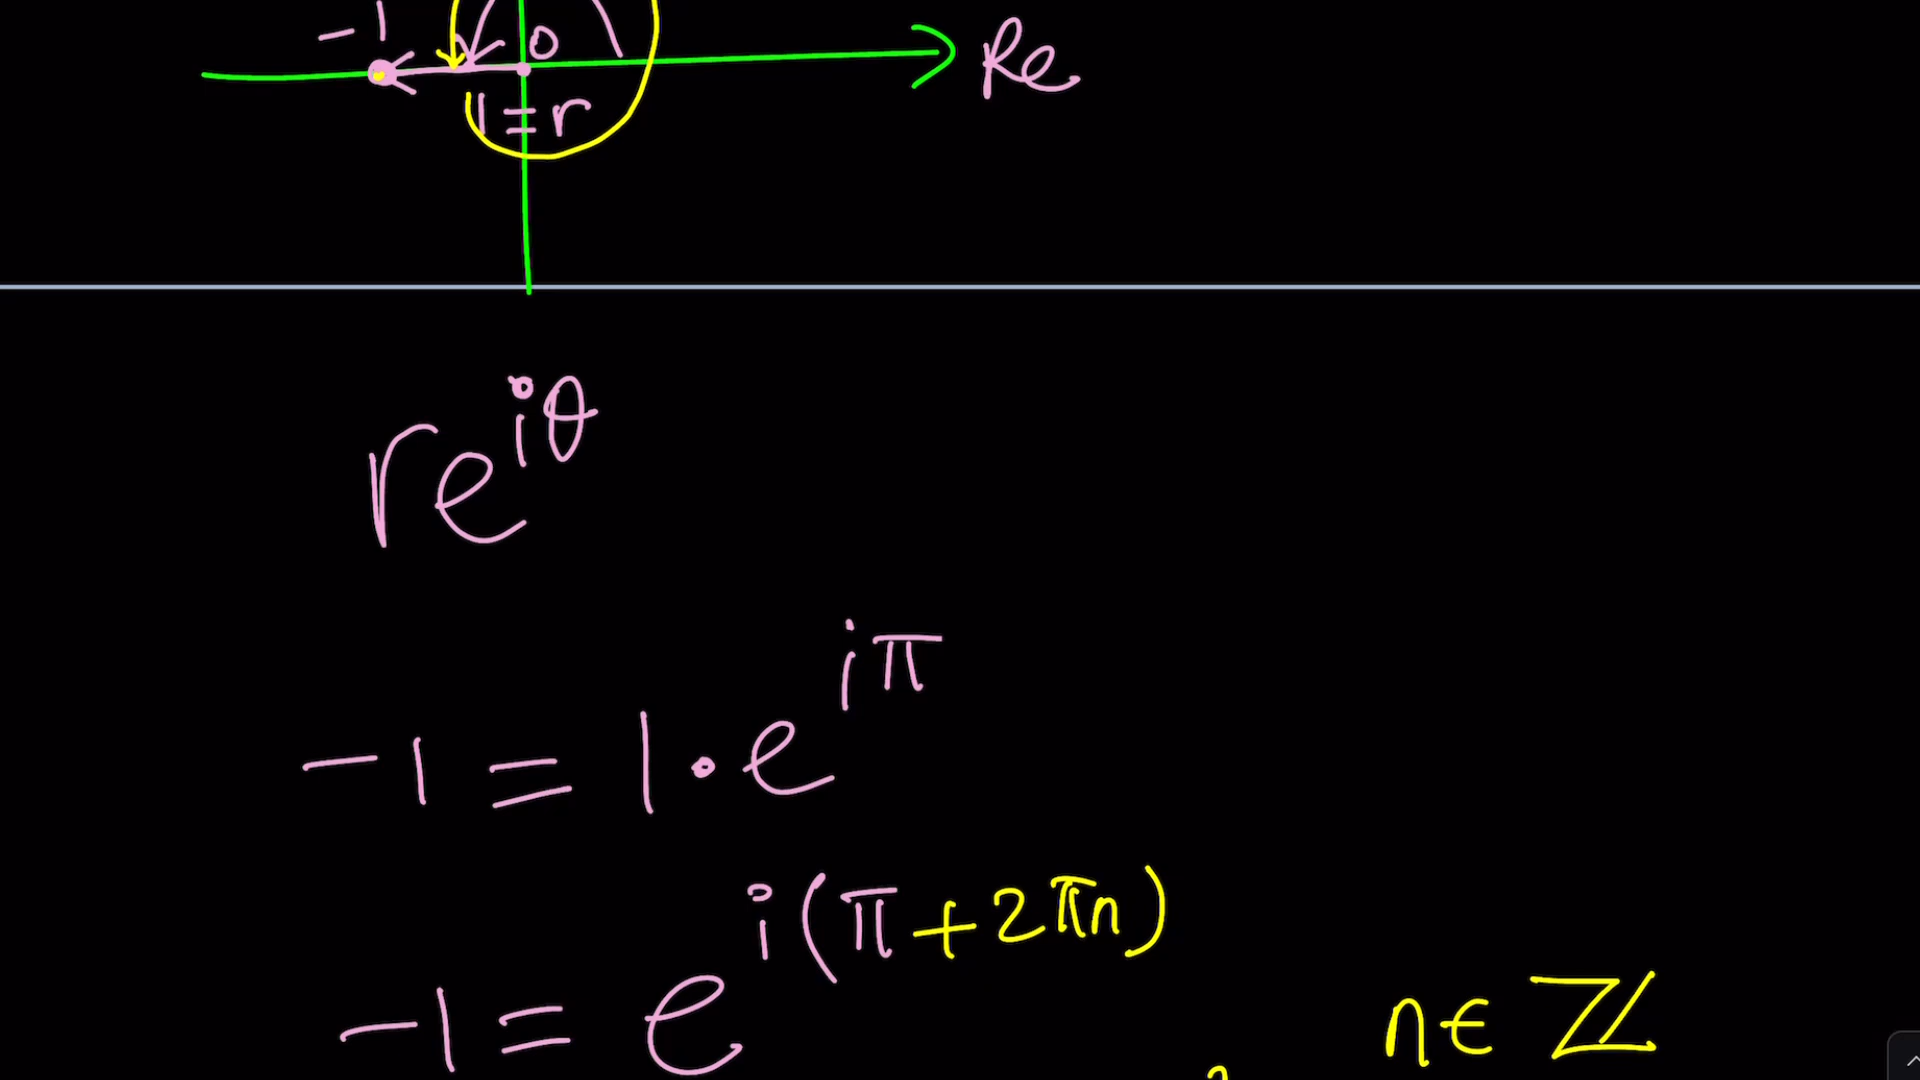 -1
0
Re
1 = r
re^{iθ}
-1 = 1 · e^{iπ}
-1 = e^{i(π + 2πn)}
n ∈ ℤ